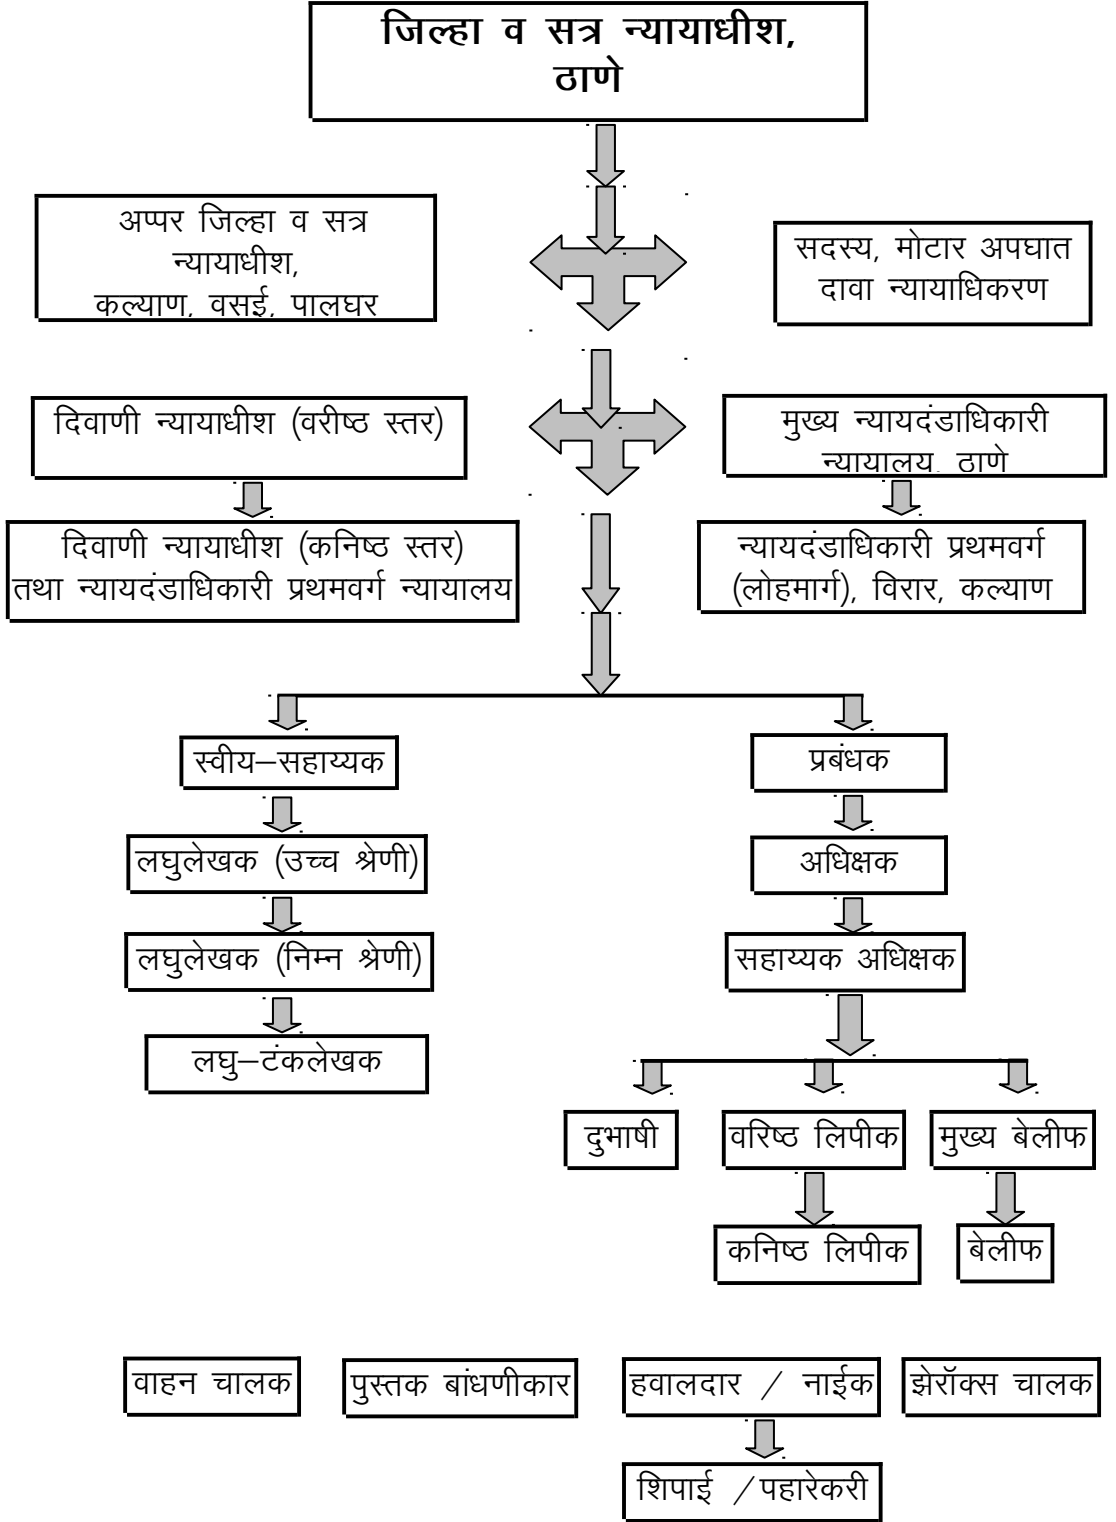 जिल्हा व सत्र न्यायाधीश,
ठाणे
अप्पर जिल्हा व सत्र
न्यायाधीश,
कल्याण, वसई, पालघर
सदस्य, मोटार अपघात
दावा न्यायाधिकरण
दिवाणी न्यायाधीश (वरीष्ठ स्तर)
मुख्य न्यायदंडाधिकारी
न्यायालय, ठाणे
दिवाणी न्यायाधीश (कनिष्ठ स्तर)
तथा न्यायदंडाधिकारी प्रथमवर्ग न्यायालय
न्यायदंडाधिकारी प्रथमवर्ग
(लोहमार्ग), विरार, कल्याण
स्वीय–सहाय्यक
प्रबंधक
लघुलेखक (उच्च श्रेणी)
अधिक्षक
लघुलेखक (निम्न श्रेणी)
सहाय्यक अधिक्षक
लघु–टंकलेखक
दुभाषी
वरिष्ठ लिपीक
मुख्य बेलीफ
कनिष्ठ लिपीक
बेलीफ
वाहन चालक
पुस्तक बांधणीकार
हवालदार / नाईक
झेरॉक्स चालक
शिपाई / पहारेकरी